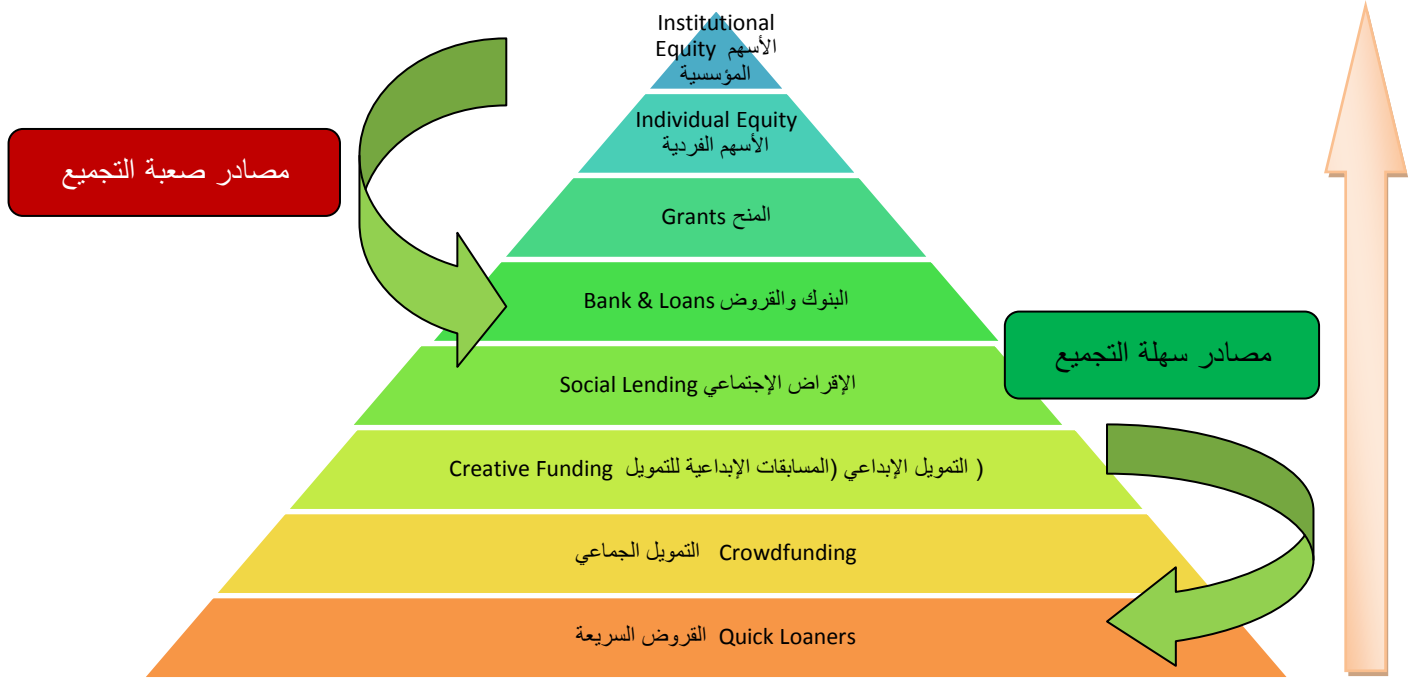 Institutional
Equity الأسهم
المؤسسية
Individual Equity
الأسهم الفردية
مصادر صعبة التجميع
Grants المنح
Bank & Loans البنوك والقروض
مصادر سهلة التجميع
Social Lending الإقراض الإجتماعي
Creative Funding التمويل الإبداعي (المسابقات الإبداعية للتمويل )
التمويل الجماعي Crowdfunding
القروض السريعة Quick Loaners